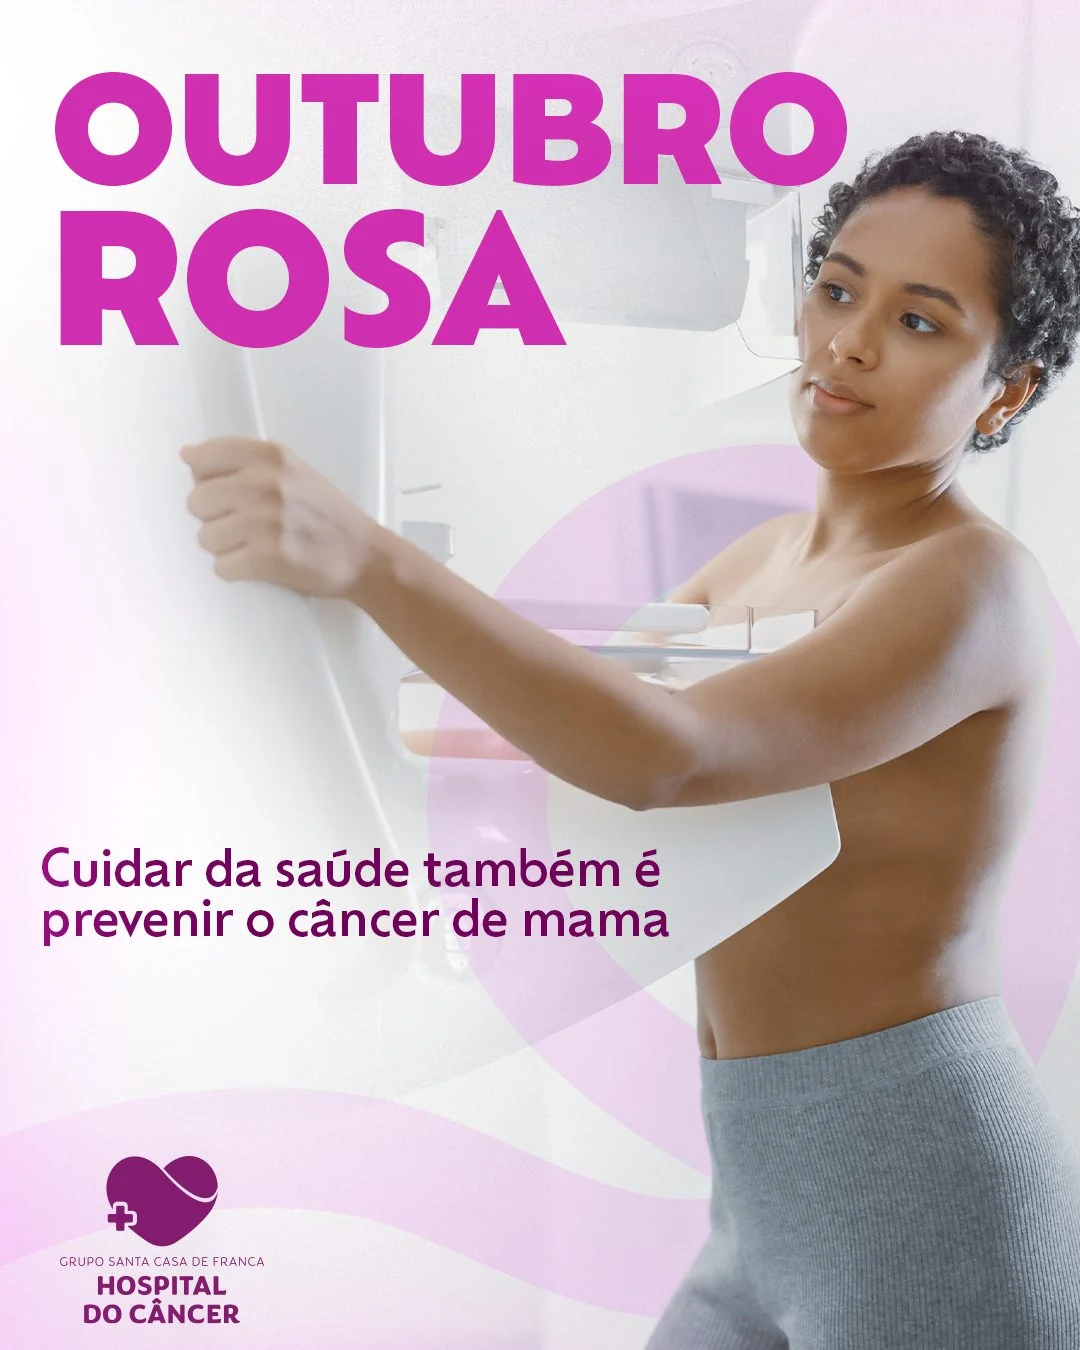 OUTUBRO
ROSA
Cuidar da saúde também é
prevenir o câncer de mama
GRUPO SANTA CASA DE FRANCA
HOSPITAL
DO CÂNCER